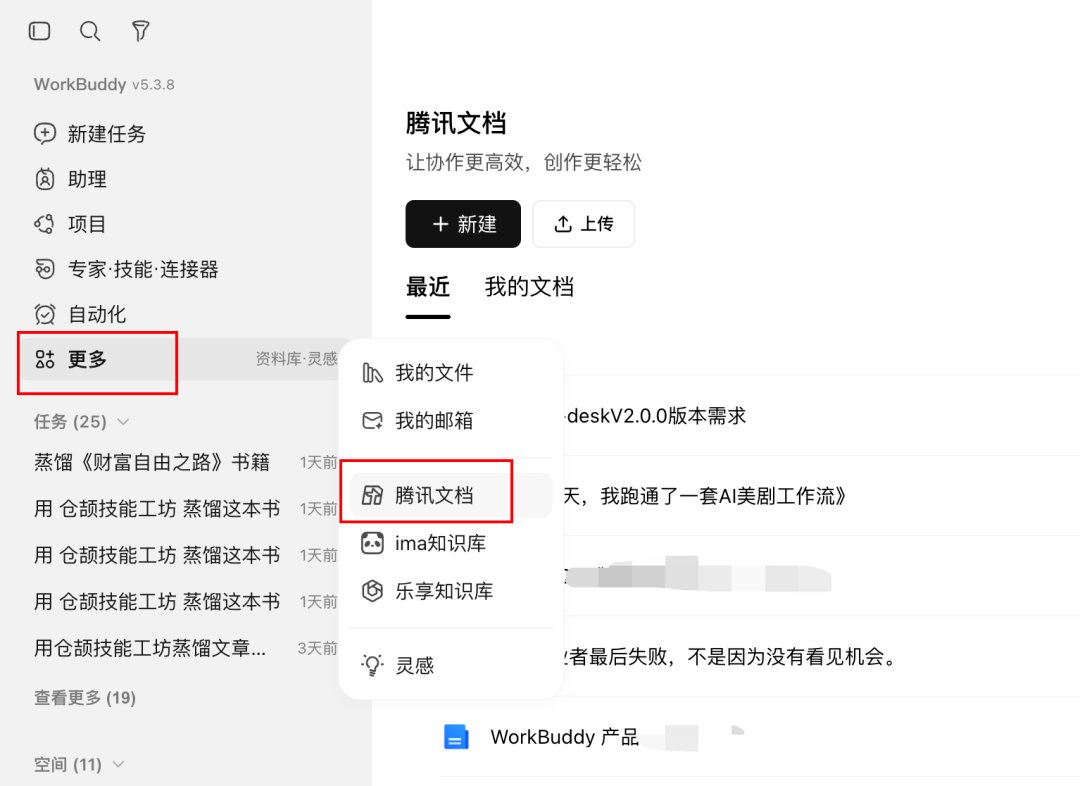 WorkBuddy v5.3.8
新建任务
助理
项目
专家·技能·连接器
自动化
更多 资料库·灵感
任务 (25)
蒸馏《财富自由之路》书籍 1天前
用 仓颉技能工坊 蒸馏这本书 1天前
用 仓颉技能工坊 蒸馏这本书 1天前
用 仓颉技能工坊 蒸馏这本书 1天前
用仓颉技能工坊蒸馏文章... 3天前
查看更多 (19)
空间 (11)
腾讯文档
让协作更高效，创作更轻松
新建 上传
最近 我的文档
我的文件
我的邮箱
腾讯文档
ima知识库
乐享知识库
灵感
-deskV2.0.0版本需求
天，我跑通了一套AI美剧工作流》
者最后失败，不是因为没有看见机会。
WorkBuddy 产品